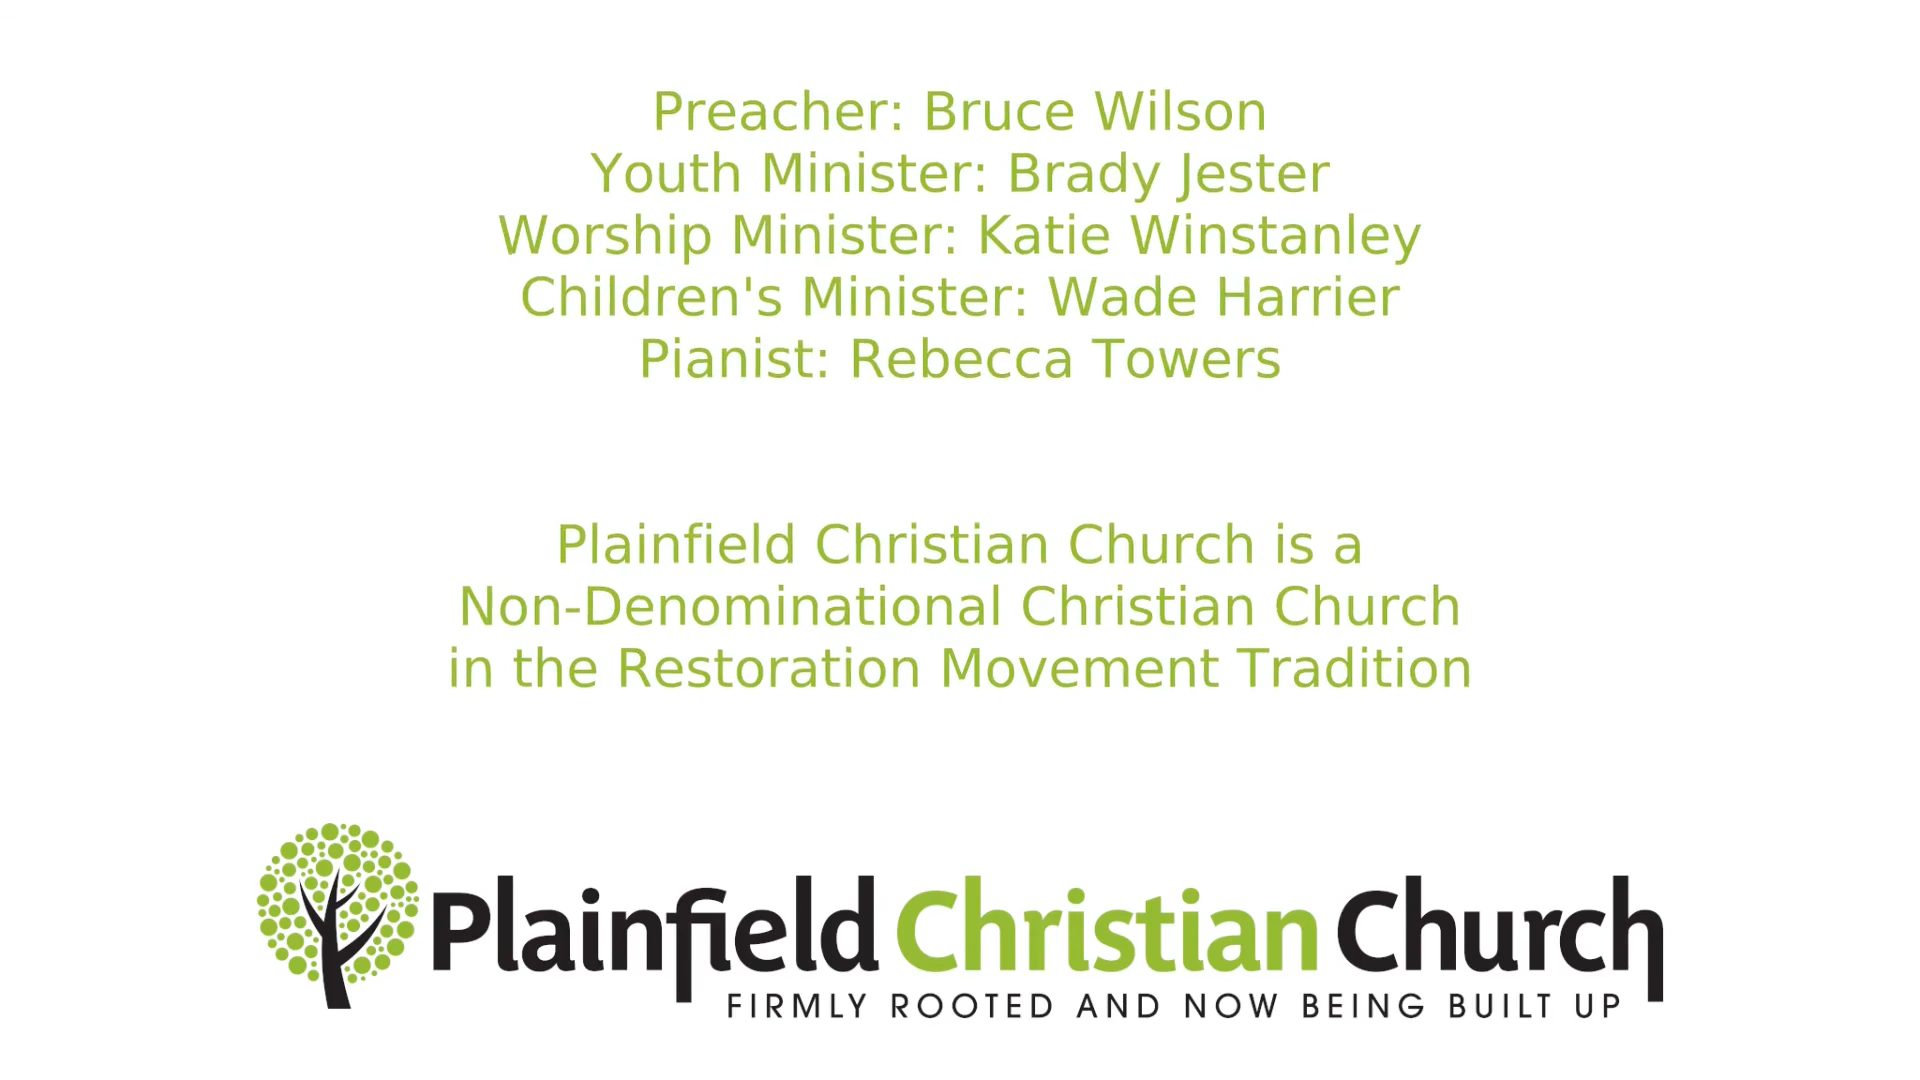 Preacher: Bruce Wilson
Youth Minister: Brady Jester
Worship Minister: Katie Winstanley
Children's Minister: Wade Harrier
Pianist: Rebecca Towers
Plainfield Christian Church is a
Non-Denominational Christian Church
in the Restoration Movement Tradition
Plainfield Christian Church
FIRMLY ROOTED AND NOW BEING BUILT UP